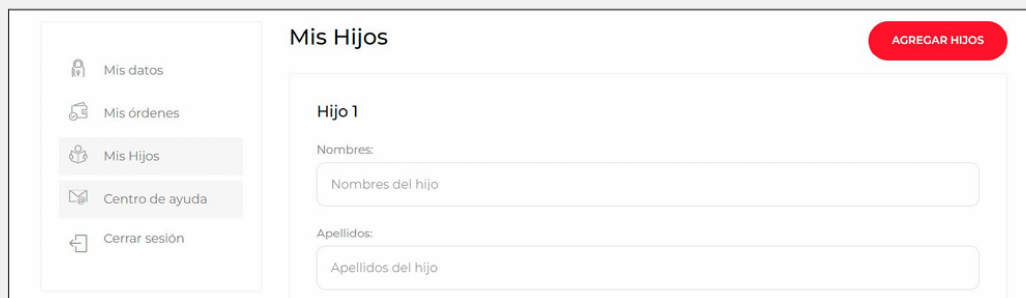 Mis Hijos
AGREGAR HIJOS
Mis datos
Mis órdenes
Mis Hijos
Centro de ayuda
Cerrar sesión
Hijo 1
Nombres:
Nombres del hijo
Apellidos:
Apellidos del hijo